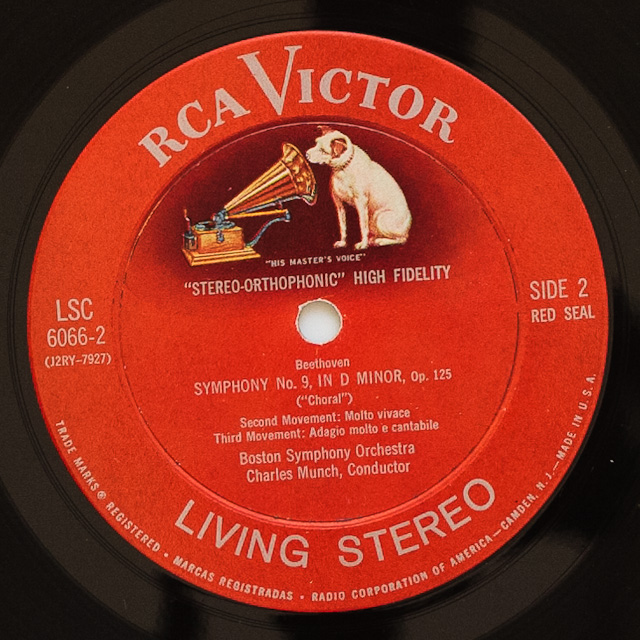 RCA VICTOR
"HIS MASTER'S VOICE"
"STEREO-ORTHOPHONIC" HIGH FIDELITY
LSC
6066-2
(J2RY-7927)
SIDE 2
RED SEAL
Beethoven
SYMPHONY No. 9, IN D MINOR, Op. 125
("Choral")
Second Movement: Molto vivace
Third Movement: Adagio molto e cantabile
Boston Symphony Orchestra
Charles Munch, Conductor
LIVING STEREO
TRADE MARKS ® REGISTERED • MARCAS REGISTRADAS • RADIO CORPORATION OF AMERICA—CAMDEN, N. J.—MADE IN U. S. A.